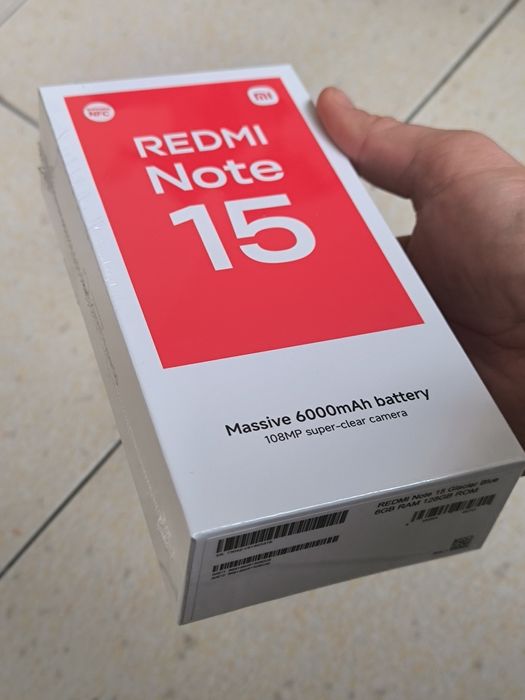 NFC
REDMI
Note
15
Massive 6000mAh battery
108MP super-clear camera
REDMI Note 15 Glacier Blue
6GB RAM 128GB ROM